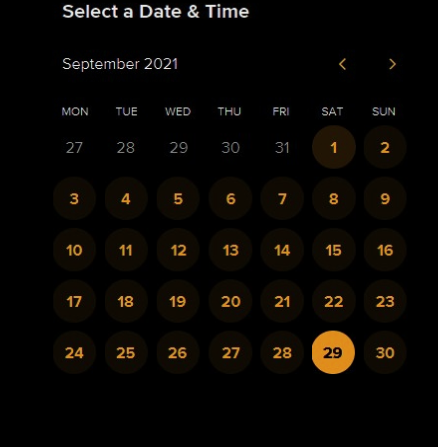 Select a Date & Time
September 2021
MON TUE WED THU FRI SAT SUN
27 28 29 30 31 1 2
3 4 5 6 7 8 9
10 11 12 13 14 15 16
17 18 19 20 21 22 23
24 25 26 27 28 29 30